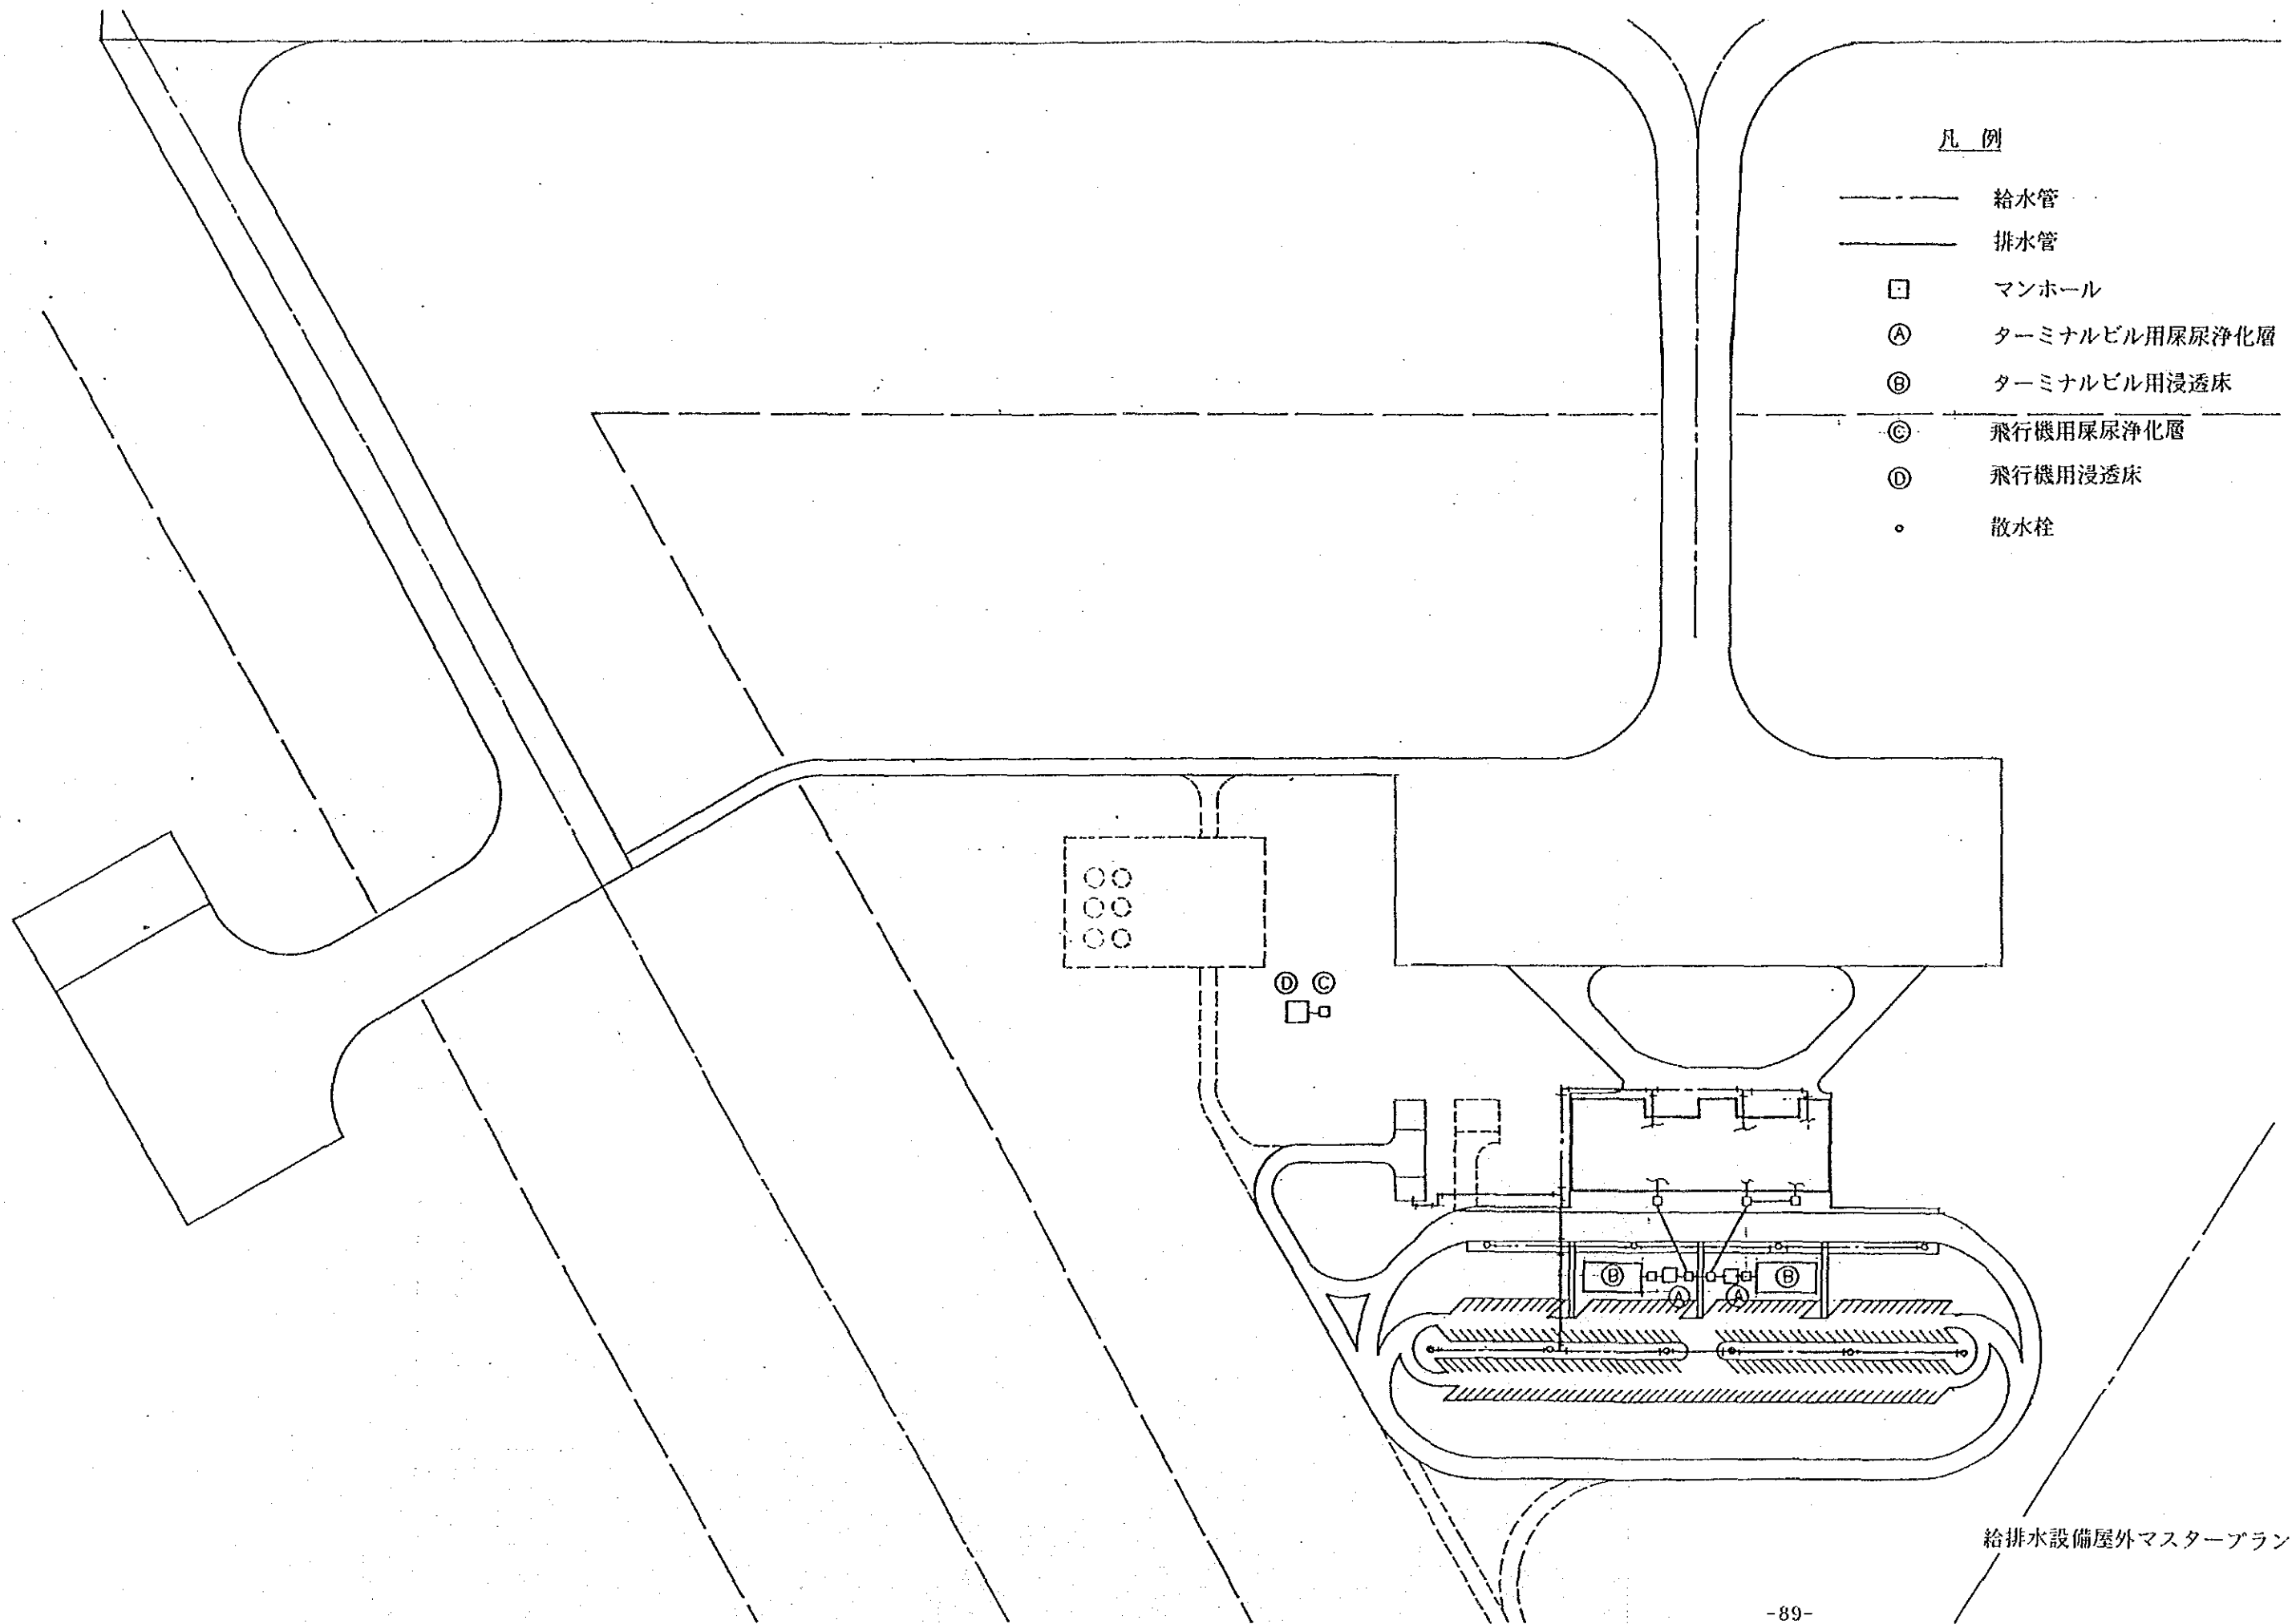 凡 例
給水管
排水管
マンホール
Ⓐ ターミナルビル用屎尿浄化層
Ⓑ ターミナルビル用浸透床
Ⓒ 飛行機用屎尿浄化層
Ⓓ 飛行機用浸透床
散水栓
Ⓓ Ⓒ
Ⓑ Ⓑ
Ⓐ Ⓐ
給排水設備屋外マスタープラン
-89-